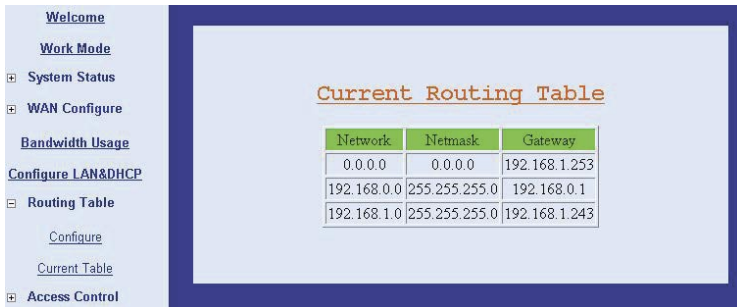 Welcome
Work Mode
System Status
WAN Configure
Bandwidth Usage
Configure LAN&DHCP
Routing Table
Configure
Current Table
Access Control
Current Routing Table
Network Netmask Gateway
0.0.0.0 0.0.0.0 192.168.1.253
192.168.0.0 255.255.255.0 192.168.0.1
192.168.1.0 255.255.255.0 192.168.1.243